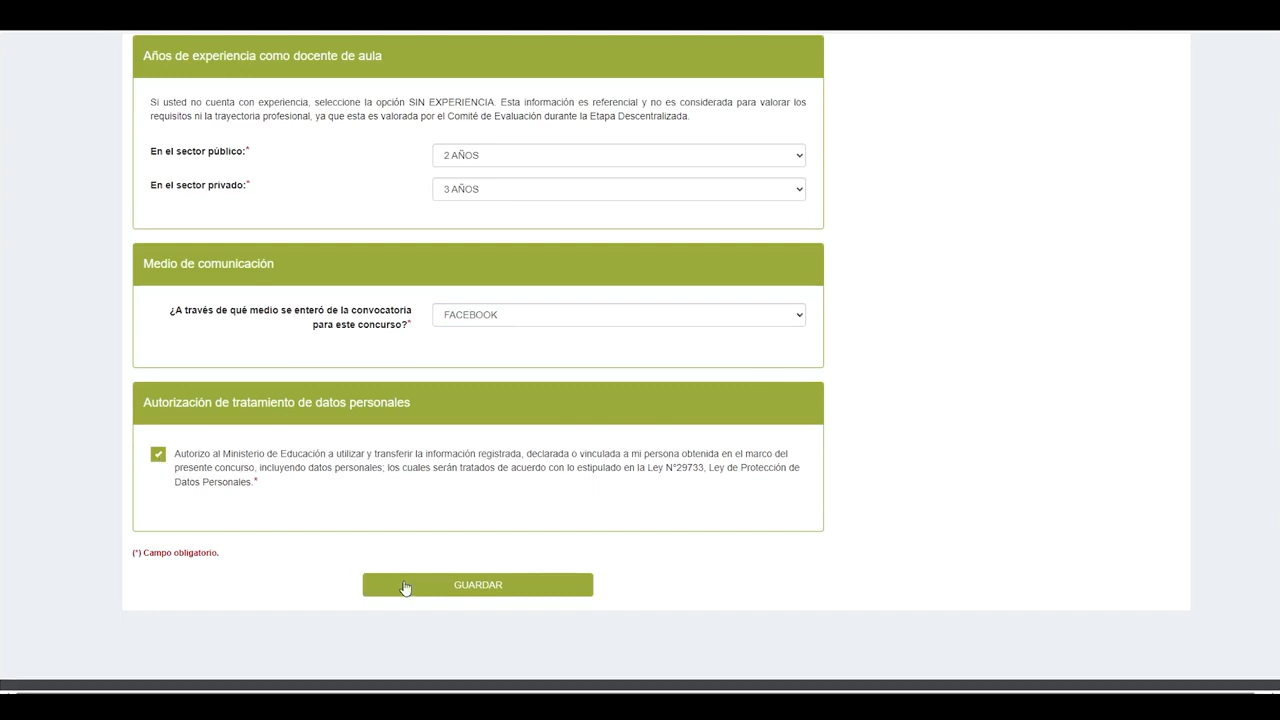 Años de experiencia como docente de aula
Si usted no cuenta con experiencia, seleccione la opción SIN EXPERIENCIA. Esta información es referencial y no es considerada para valorar los
requisitos ni la trayectoria profesional, ya que esta es valorada por el Comité de Evaluación durante la Etapa Descentralizada.
En el sector público:* 2 AÑOS
En el sector privado:* 3 AÑOS
Medio de comunicación
¿A través de qué medio se enteró de la convocatoria
para este concurso?* FACEBOOK
Autorización de tratamiento de datos personales
Autorizo al Ministerio de Educación a utilizar y transferir la información registrada, declarada o vinculada a mi persona obtenida en el marco del
presente concurso, incluyendo datos personales; los cuales serán tratados de acuerdo con lo estipulado en la Ley N°29733, Ley de Protección de
Datos Personales.*
(*) Campo obligatorio.
GUARDAR